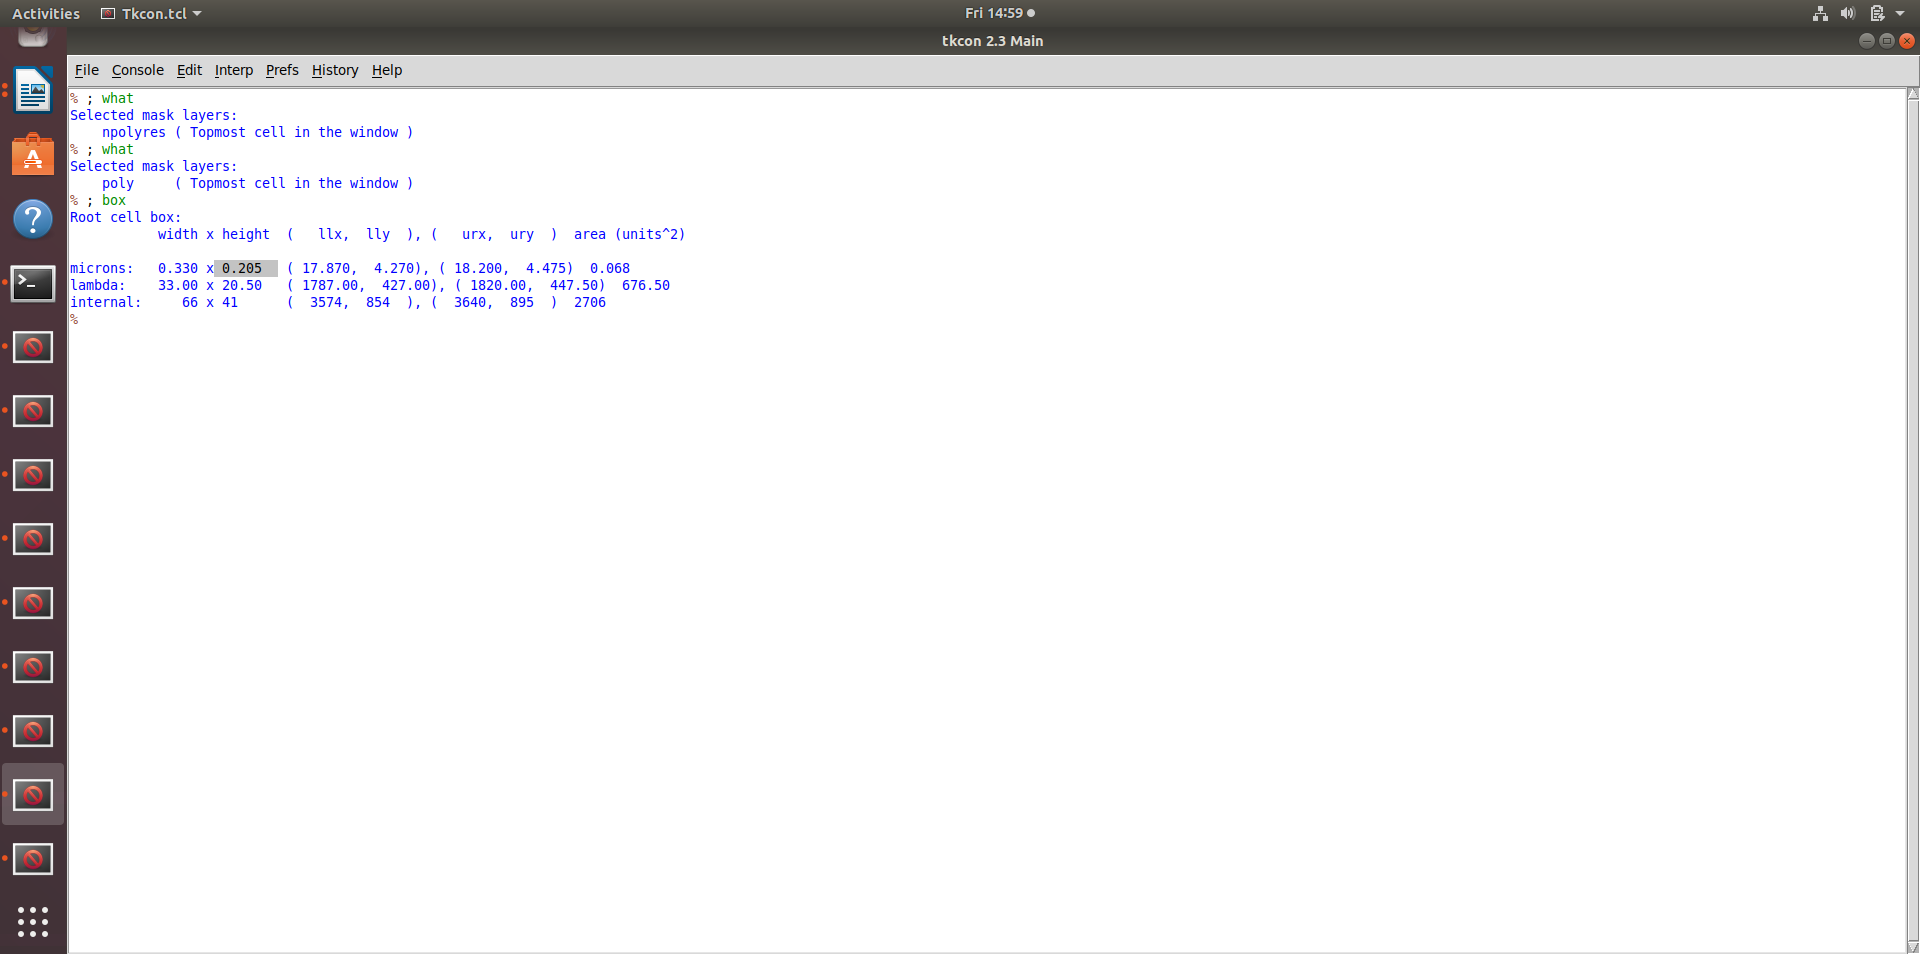 Activities Tkcon.tcl Fri 14:59
tkcon 2.3 Main
File Console Edit Interp Prefs History Help
% ; what
Selected mask layers:
    npolyres ( Topmost cell in the window )
% ; what
Selected mask layers:
    poly     ( Topmost cell in the window )
% ; box
Root cell box:
           width x height  (   llx,  lly  ), (   urx,  ury  )  area (units^2)
microns:   0.330 x 0.205   ( 17.870,  4.270), ( 18.200,  4.475)  0.068
lambda:    33.00 x 20.50   ( 1787.00,  427.00), ( 1820.00,  447.50)  676.50
internal:     66 x 41      (  3574,  854  ), (  3640,  895  )  2706
%